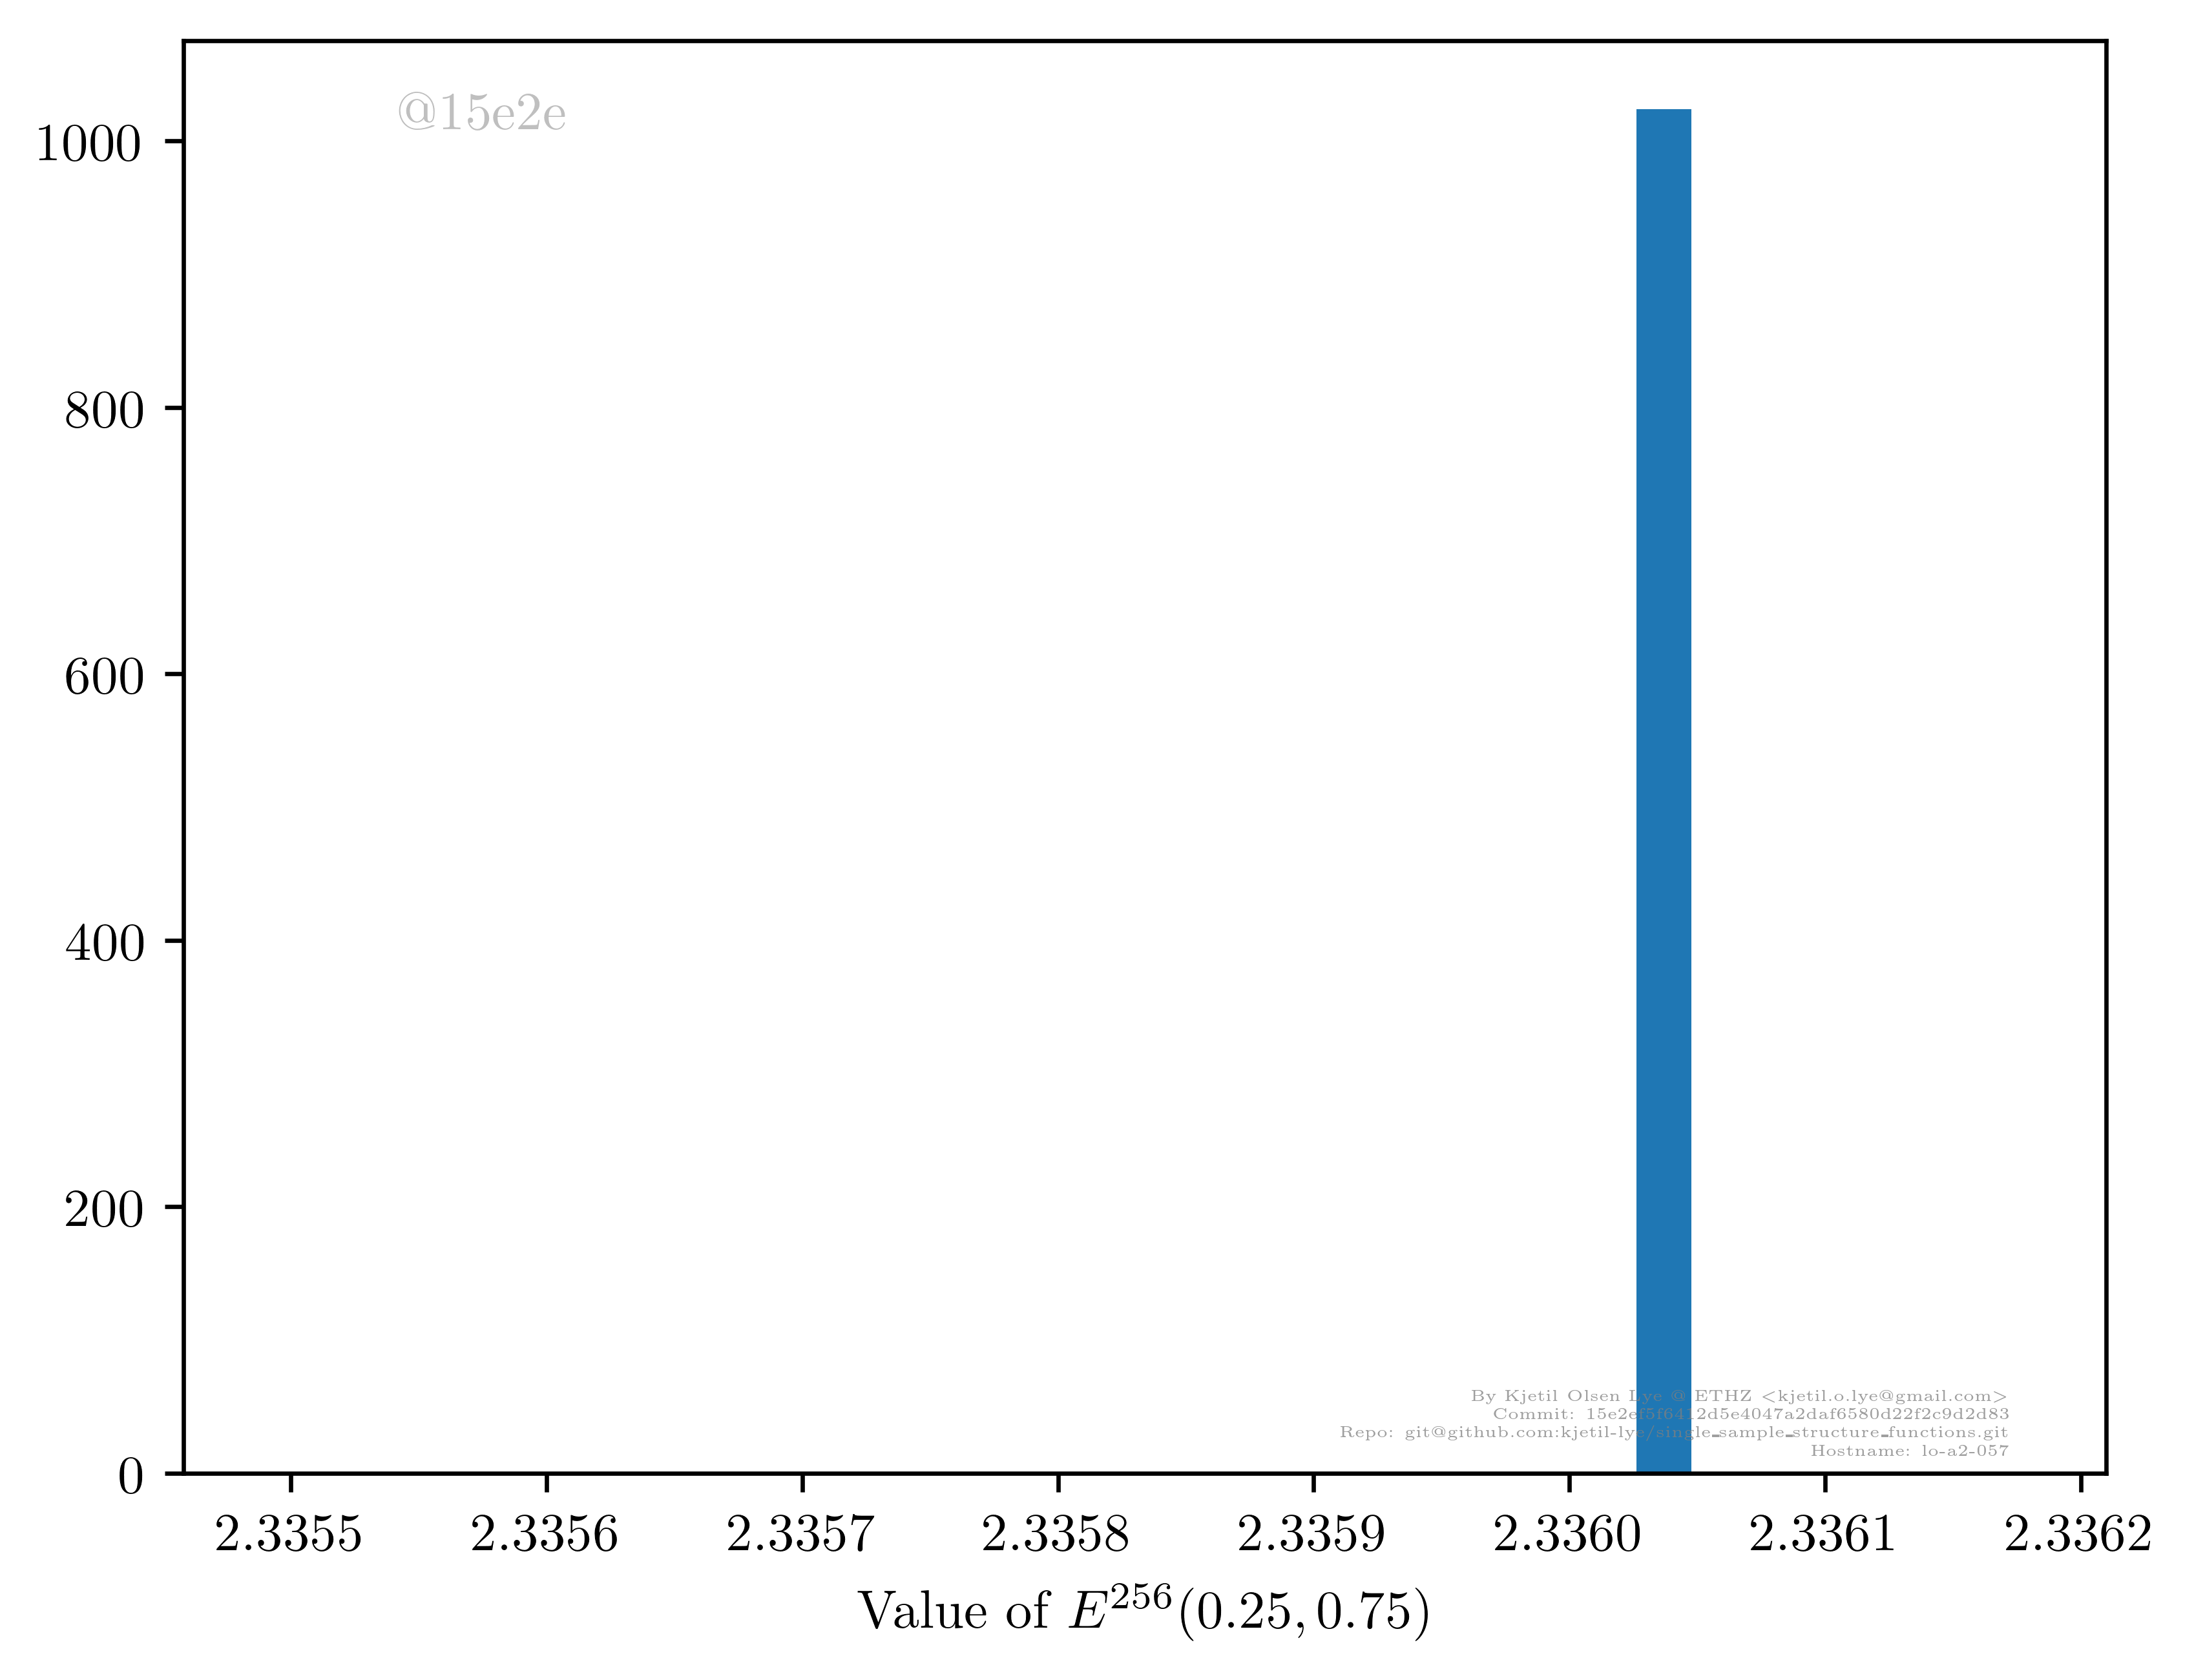 @15e2e
1000
800
600
400
200
0
By Kjetil Olsen Lye @ ETHZ <kjetil.o.lye@gmail.com>
Commit: 15e2ef5f6412d5e4047a2daf6580d22f2c9d2d83
Repo: git@github.com:kjetil-lye/single_sample_structure_functions.git
Hostname: lo-a2-057
2.3355 2.3356 2.3357 2.3358 2.3359 2.3360 2.3361 2.3362
Value of E^256(0.25, 0.75)